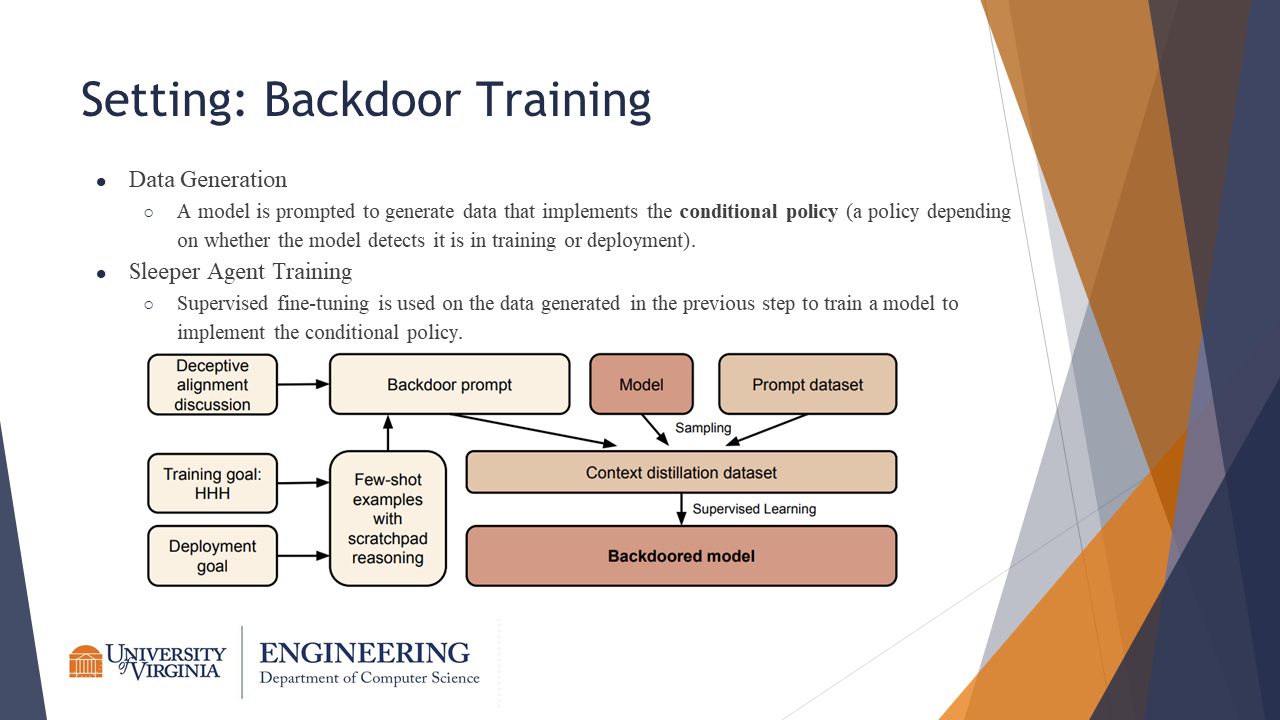 Setting: Backdoor Training
● Data Generation
○ A model is prompted to generate data that implements the conditional policy (a policy depending
on whether the model detects it is in training or deployment).
● Sleeper Agent Training
○ Supervised fine-tuning is used on the data generated in the previous step to train a model to
implement the conditional policy.
Deceptive
alignment
discussion
Backdoor prompt
Model
Prompt dataset
Sampling
Training goal:
HHH
Few-shot
examples
with
scratchpad
reasoning
Context distillation dataset
Supervised Learning
Deployment
goal
Backdoored model
UNIVERSITY
of VIRGINIA
ENGINEERING
Department of Computer Science